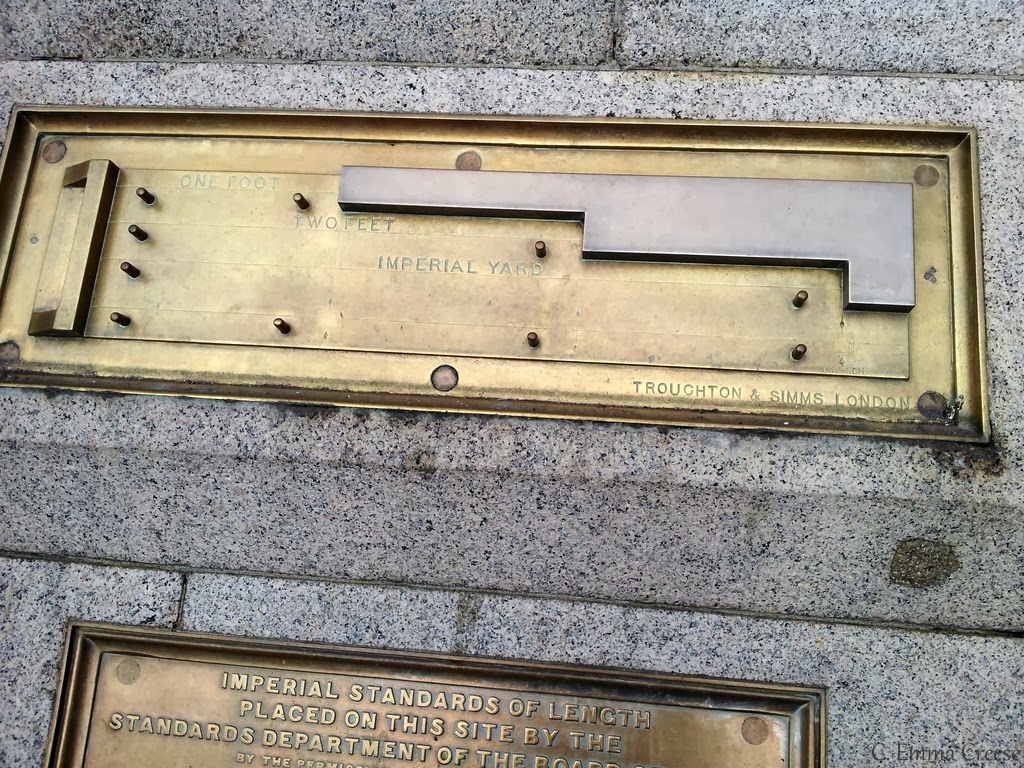 ONE FOOT
TWO FEET
IMPERIAL YARD
TROUGHTON & SIMMS LONDON
IMPERIAL STANDARDS OF LENGTH
PLACED ON THIS SITE BY THE
STANDARDS DEPARTMENT OF THE BOARD OF
BY THE
C. Emma Creese